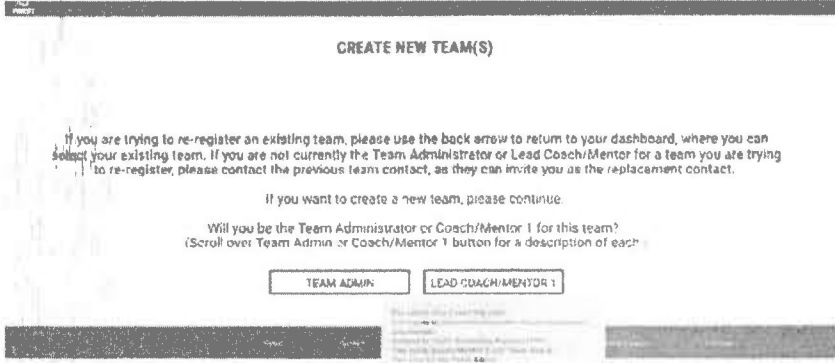 CREATE NEW TEAM(S)
If you are trying to re-register an existing team, please use the back arrow to return to your dashboard, where you can
select your existing team. If you are not currently the Team Administrator or Lead Coach/Mentor for a team you are trying
to re-register, please contact the previous team contact, as they can invite you as the replacement contact.
If you want to create a new team, please continue.
Will you be the Team Administrator or Coach/Mentor 1 for this team?
(Scroll over Team Admin or Coach/Mentor 1 button for a description of each
TEAM ADMIN
LEAD COACH/MENTOR 1